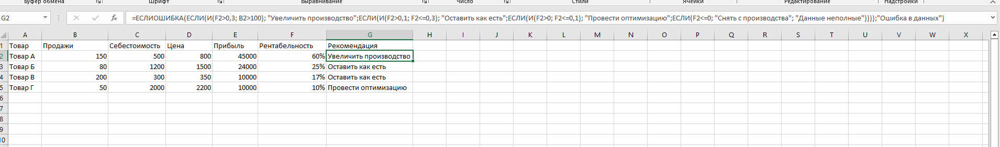 Буфер обмена Шрифт Выравнивание Число Стили Ячейки Редактирование Надстройки
G2 fx =ЕСЛИОШИБКА(ЕСЛИ(И(F2>0,3; B2>100); "Увеличить производство";ЕСЛИ(И(F2>0,1; F2<=0,3); "Оставить как есть";ЕСЛИ(И(F2>0; F2<=0,1); "Провести оптимизацию";ЕСЛИ(F2<=0; "Снять с производства"; "Данные неполные"))));"Ошибка в данных")
A B C D E F G H I J K L M N O P Q R S T U V W X
1 Товар Продажи Себестоимость Цена Прибыль Рентабельность Рекомендация
2 Товар А 150 500 800 45000 60% Увеличить производство
3 Товар Б 80 1200 1500 24000 25% Оставить как есть
4 Товар В 200 300 350 10000 17% Оставить как есть
5 Товар Г 50 2000 2200 10000 10% Провести оптимизацию
6
7
8
9
10